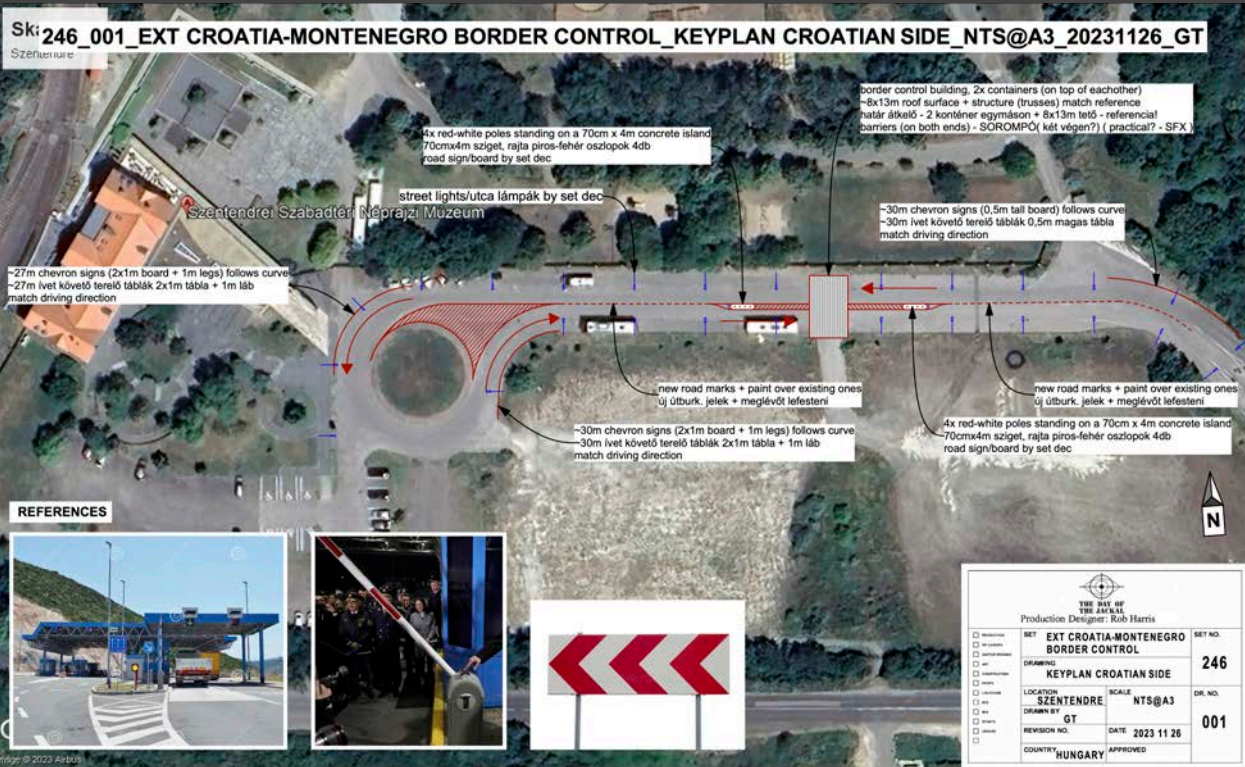 Ska
Szentendre
246_001_EXT CROATIA-MONTENEGRO BORDER CONTROL_KEYPLAN CROATIAN SIDE_NTS@A3_20231126_GT
border control building, 2x containers (on top of eachother)
~8x13m roof surface + structure (trusses) match reference
határ átkelő - 2 konténer egymáson + 8x13m tető - referencia!
barriers (on both ends) - SOROMPÓ( két végen?) ( practical? - SFX )
4x red-white poles standing on a 70cm x 4m concrete island
70cmx4m sziget, rajta piros-fehér oszlopok 4db
road sign/board by set dec
street lights/utca lámpák by set dec
Szentendrei Szabadtéri Néprajzi Múzeum
~30m chevron signs (0,5m tall board) follows curve
~30m ívet követő terelő táblák 0,5m magas tábla
match driving direction
~27m chevron signs (2x1m board + 1m legs) follows curve
~27m ívet követő terelő táblák 2x1m tábla + 1m láb
match driving direction
new road marks + paint over existing ones
új útburk. jelek + meglévőt lefesteni
new road marks + paint over existing ones
új útburk. jelek + meglévőt lefesteni
~30m chevron signs (2x1m board + 1m legs) follows curve
~30m ívet követő terelő táblák 2x1m tábla + 1m láb
match driving direction
4x red-white poles standing on a 70cm x 4m concrete island
70cmx4m sziget, rajta piros-fehér oszlopok 4db
road sign/board by set dec
N
REFERENCES
THE DAY OF
THE JACKAL
Production Designer: Rob Harris
SET EXT CROATIA-MONTENEGRO
BORDER CONTROL
SET NO.
246
DRAWING
KEYPLAN CROATIAN SIDE
LOCATION
SZENTENDRE
SCALE
NTS@A3
DR. NO.
001
DRAWN BY
GT
REVISION NO.
DATE 2023 11 26
COUNTRY HUNGARY
APPROVED
© 2023 Airbus